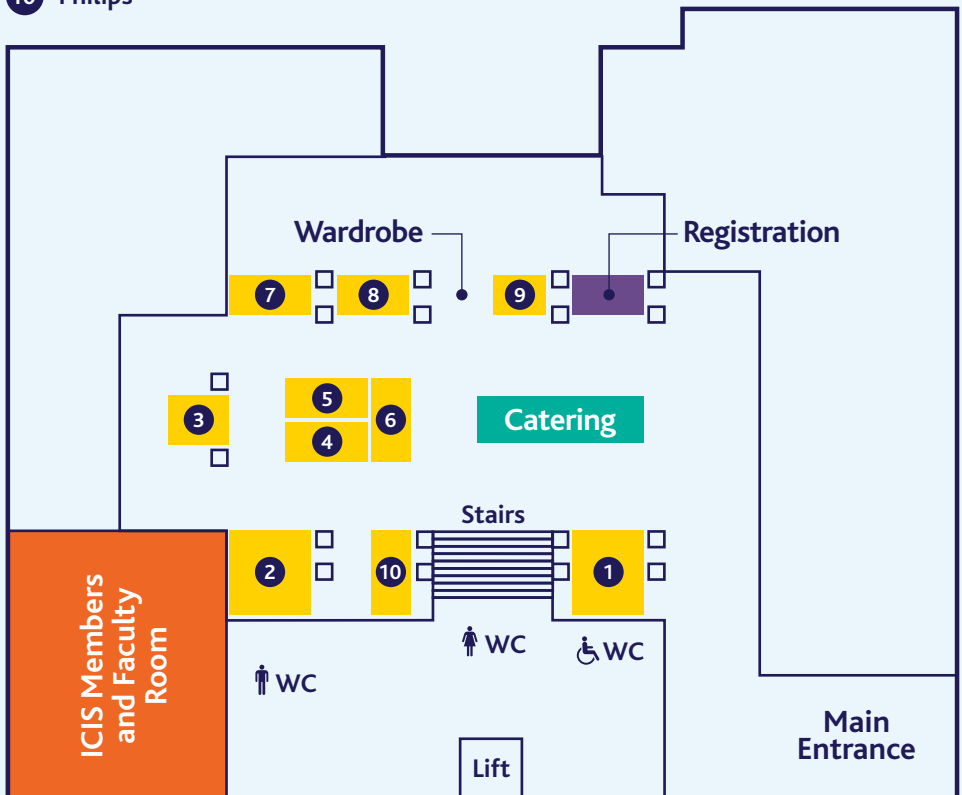 10 Philips
Wardrobe
Registration
7
8
9
5
3
6
4
Catering
Stairs
2
10
1
ICIS Members
and Faculty
Room
WC
WC
WC
Main
Entrance
Lift